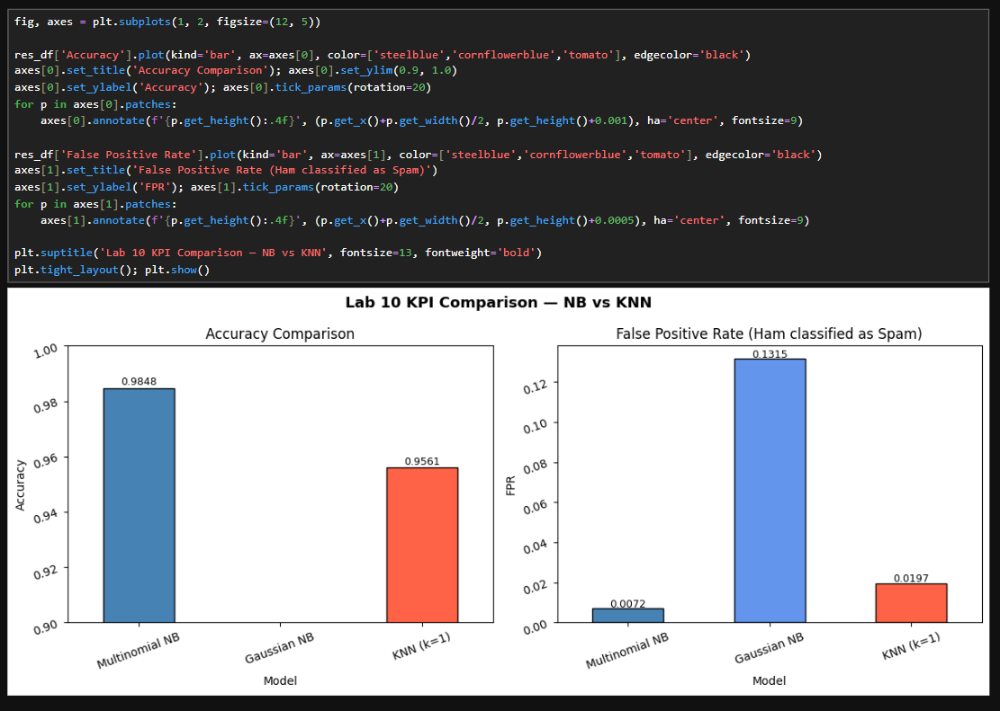 fig, axes = plt.subplots(1, 2, figsize=(12, 5))
res_df['Accuracy'].plot(kind='bar', ax=axes[0], color=['steelblue','cornflowerblue','tomato'], edgecolor='black')
axes[0].set_title('Accuracy Comparison'); axes[0].set_ylim(0.9, 1.0)
axes[0].set_ylabel('Accuracy'); axes[0].tick_params(rotation=20)
for p in axes[0].patches:
    axes[0].annotate(f'{p.get_height():.4f}', (p.get_x()+p.get_width()/2, p.get_height()+0.001), ha='center', fontsize=9)
res_df['False Positive Rate'].plot(kind='bar', ax=axes[1], color=['steelblue','cornflowerblue','tomato'], edgecolor='black')
axes[1].set_title('False Positive Rate (Ham classified as Spam)')
axes[1].set_ylabel('FPR'); axes[1].tick_params(rotation=20)
for p in axes[1].patches:
    axes[1].annotate(f'{p.get_height():.4f}', (p.get_x()+p.get_width()/2, p.get_height()+0.0005), ha='center', fontsize=9)
plt.suptitle('Lab 10 KPI Comparison — NB vs KNN', fontsize=13, fontweight='bold')
plt.tight_layout(); plt.show()
Lab 10 KPI Comparison — NB vs KNN
Accuracy Comparison
1.00
0.98
0.96
0.94
0.92
0.90
Accuracy
0.9848
0.9561
Multinomial NB
Gaussian NB
KNN (k=1)
Model
False Positive Rate (Ham classified as Spam)
0.12
0.10
0.08
0.06
0.04
0.02
0.00
FPR
0.0072
0.1315
0.0197
Multinomial NB
Gaussian NB
KNN (k=1)
Model